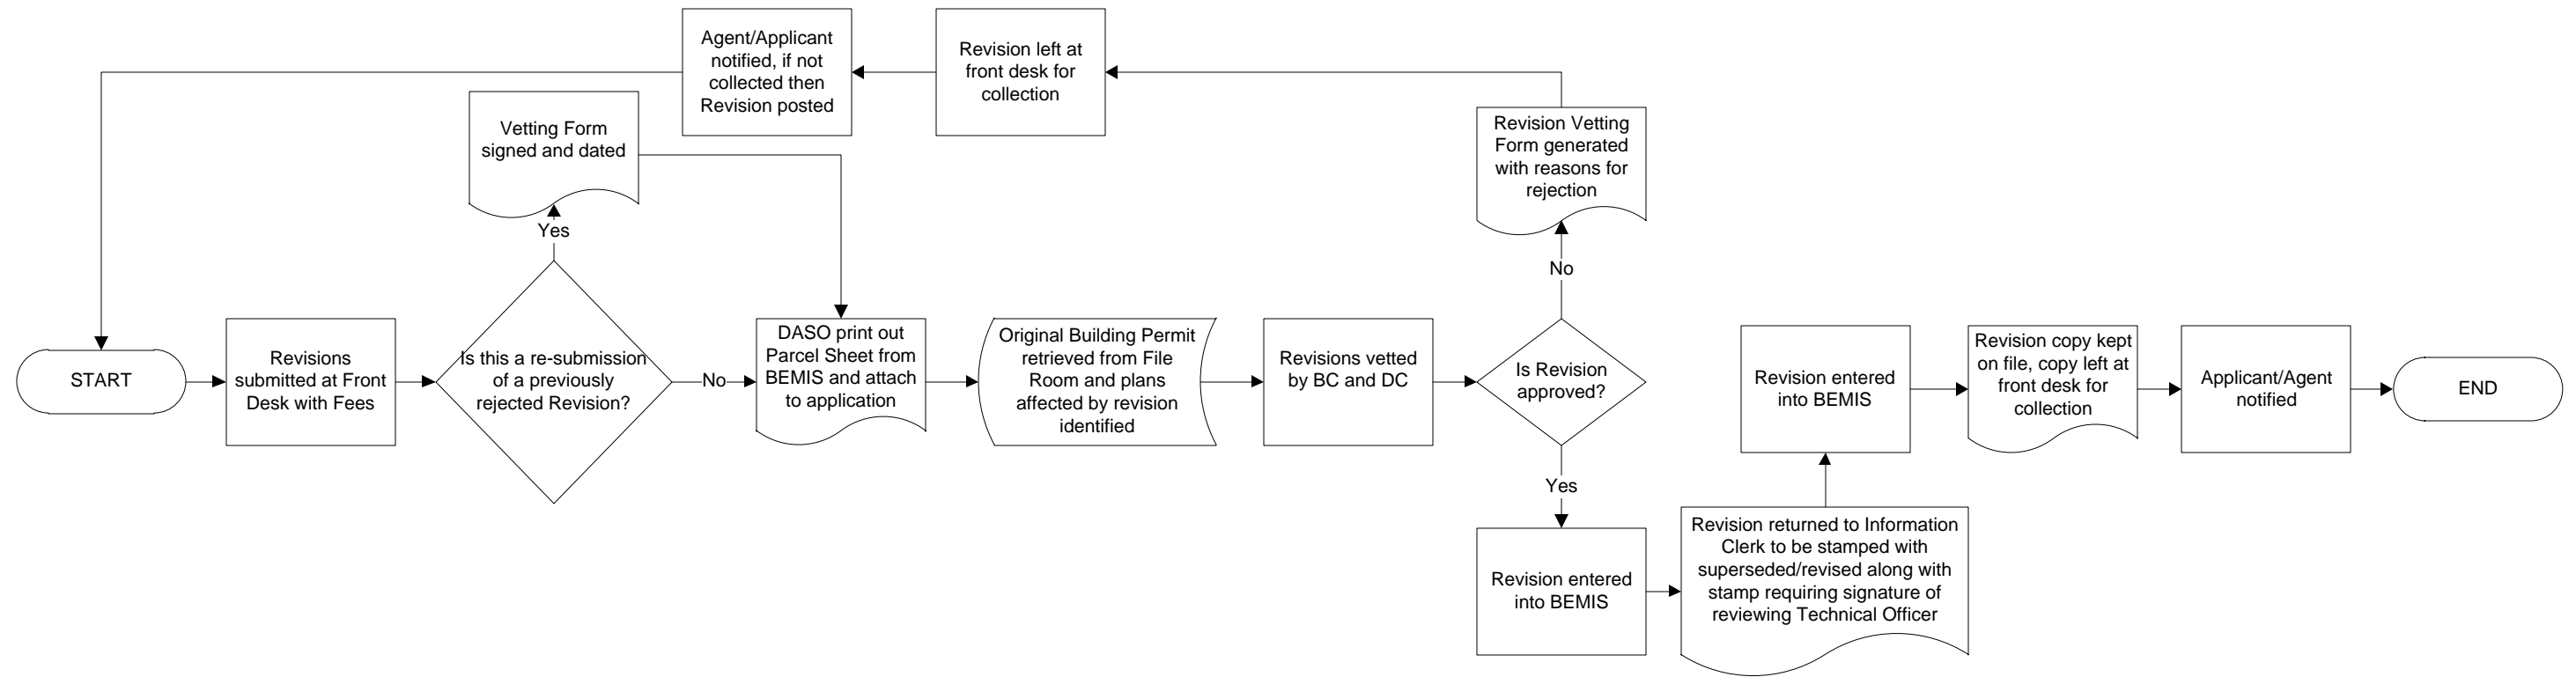 Agent/Applicant
notified, if not
collected then
Revision posted
Revision left at
front desk for
collection
Vetting Form
signed and dated
Revision Vetting
Form generated
with reasons for
rejection
Yes
No
START
Revisions
submitted at Front
Desk with Fees
Is this a re-submission
of a previously
rejected Revision?
No
DASO print out
Parcel Sheet from
BEMIS and attach
to application
Original Building Permit
retrieved from File
Room and plans
affected by revision
identified
Revisions vetted
by BC and DC
Is Revision
approved?
Yes
Revision entered
into BEMIS
Revision returned to Information
Clerk to be stamped with
superseded/revised along with
stamp requiring signature of
reviewing Technical Officer
Revision entered
into BEMIS
Revision copy kept
on file, copy left at
front desk for
collection
Applicant/Agent
notified
END